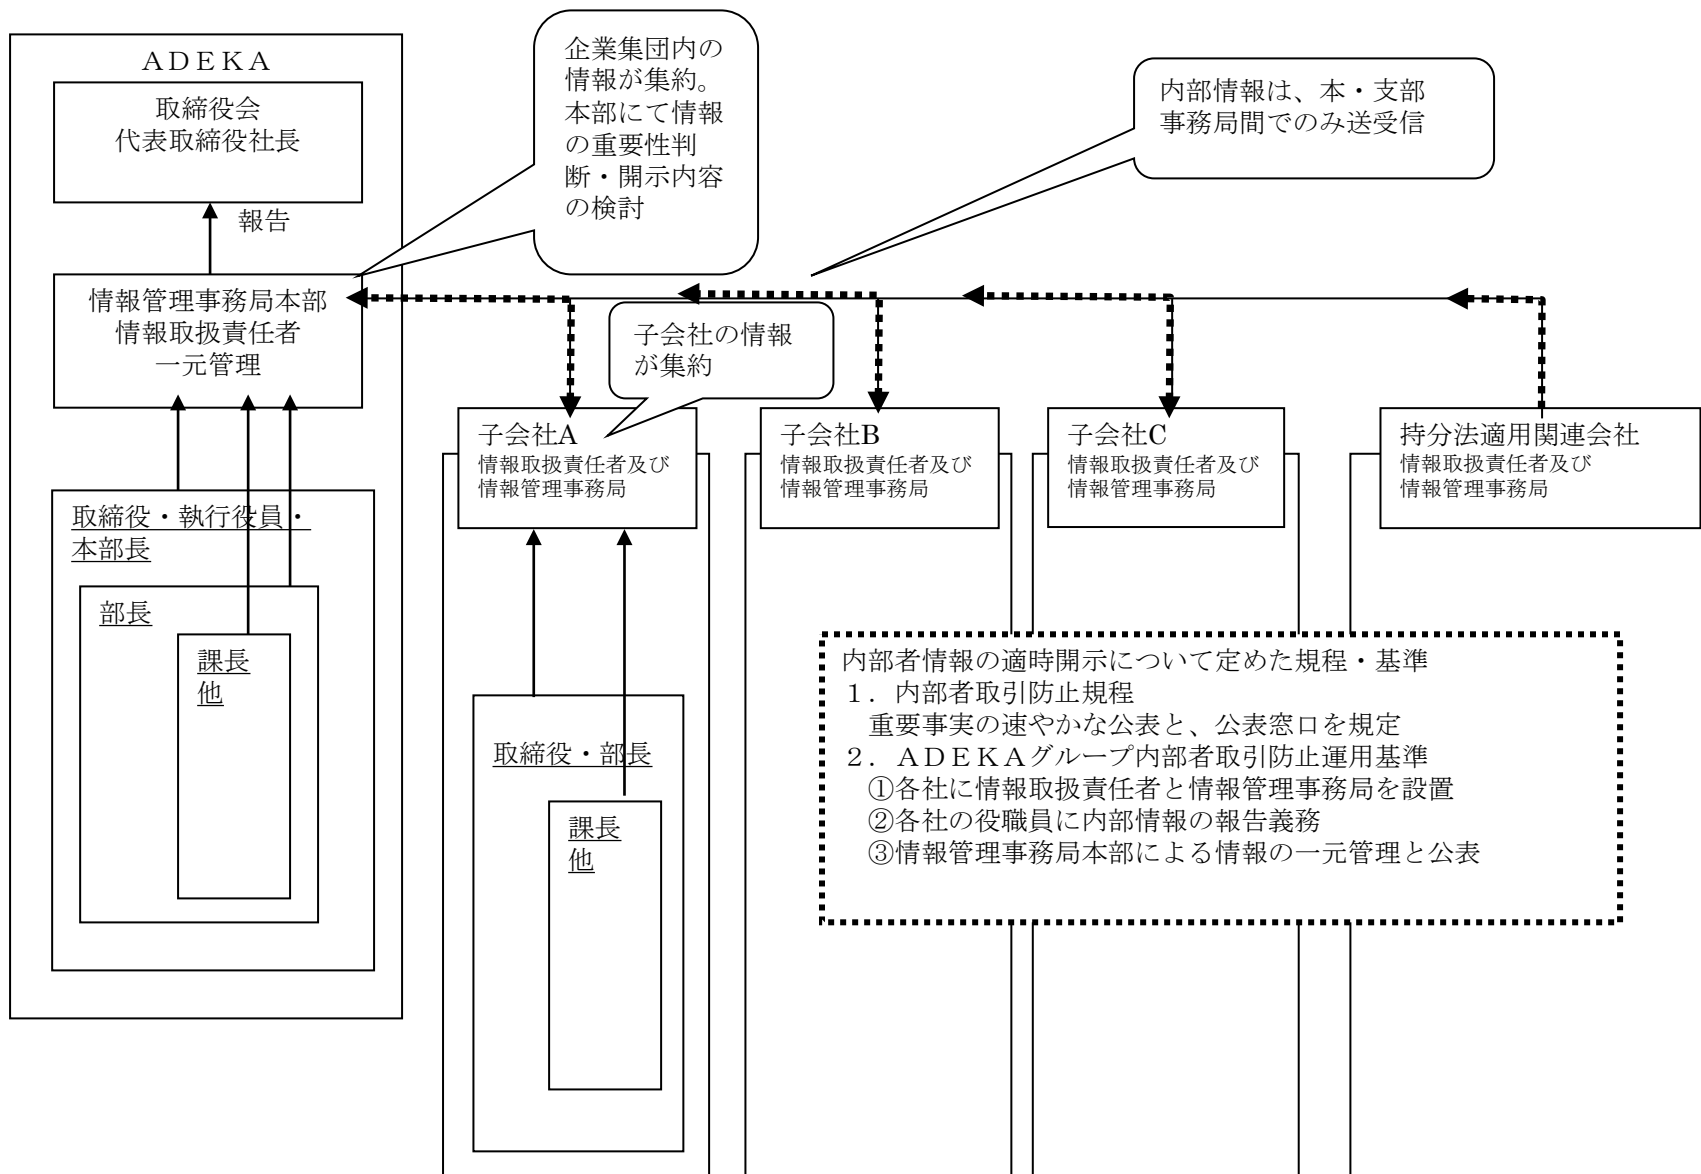 ＡＤＥＫＡ
取締役会
代表取締役社長
報告
情報管理事務局本部
情報取扱責任者
一元管理
取締役・執行役員・
本部長
部長
課長
他
企業集団内の
情報が集約。
本部にて情報
の重要性判
断・開示内容
の検討
内部情報は、本・支部
事務局間でのみ送受信
子会社の情報
が集約
子会社A
情報取扱責任者及び
情報管理事務局
取締役・部長
課長
他
子会社B
情報取扱責任者及び
情報管理事務局
子会社C
情報取扱責任者及び
情報管理事務局
持分法適用関連会社
情報取扱責任者及び
情報管理事務局
内部者情報の適時開示について定めた規程・基準
１．内部者取引防止規程
重要事実の速やかな公表と、公表窓口を規定
２．ＡＤＥＫＡグループ内部者取引防止運用基準
①各社に情報取扱責任者と情報管理事務局を設置
②各社の役職員に内部情報の報告義務
③情報管理事務局本部による情報の一元管理と公表